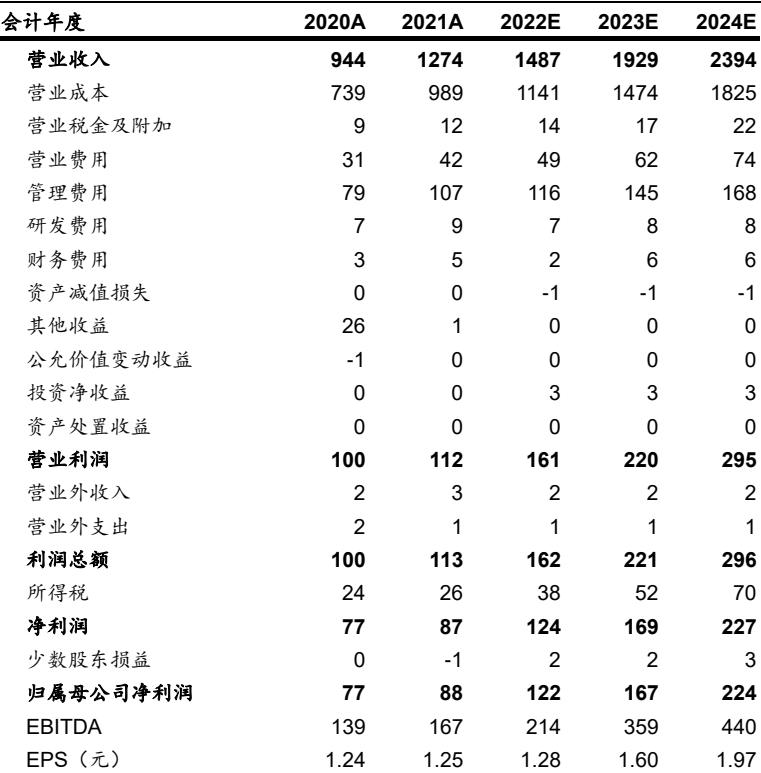 会计年度 2020A 2021A 2022E 2023E 2024E
营业收入 944 1274 1487 1929 2394
营业成本 739 989 1141 1474 1825
营业税金及附加 9 12 14 17 22
营业费用 31 42 49 62 74
管理费用 79 107 116 145 168
研发费用 7 9 7 8 8
财务费用 3 5 2 6 6
资产减值损失 0 0 -1 -1 -1
其他收益 26 1 0 0 0
公允价值变动收益 -1 0 0 0 0
投资净收益 0 0 3 3 3
资产处置收益 0 0 0 0 0
营业利润 100 112 161 220 295
营业外收入 2 3 2 2 2
营业外支出 2 1 1 1 1
利润总额 100 113 162 221 296
所得税 24 26 38 52 70
净利润 77 87 124 169 227
少数股东损益 0 -1 2 2 3
归属母公司净利润 77 88 122 167 224
EBITDA 139 167 214 359 440
EPS（元） 1.24 1.25 1.28 1.60 1.97